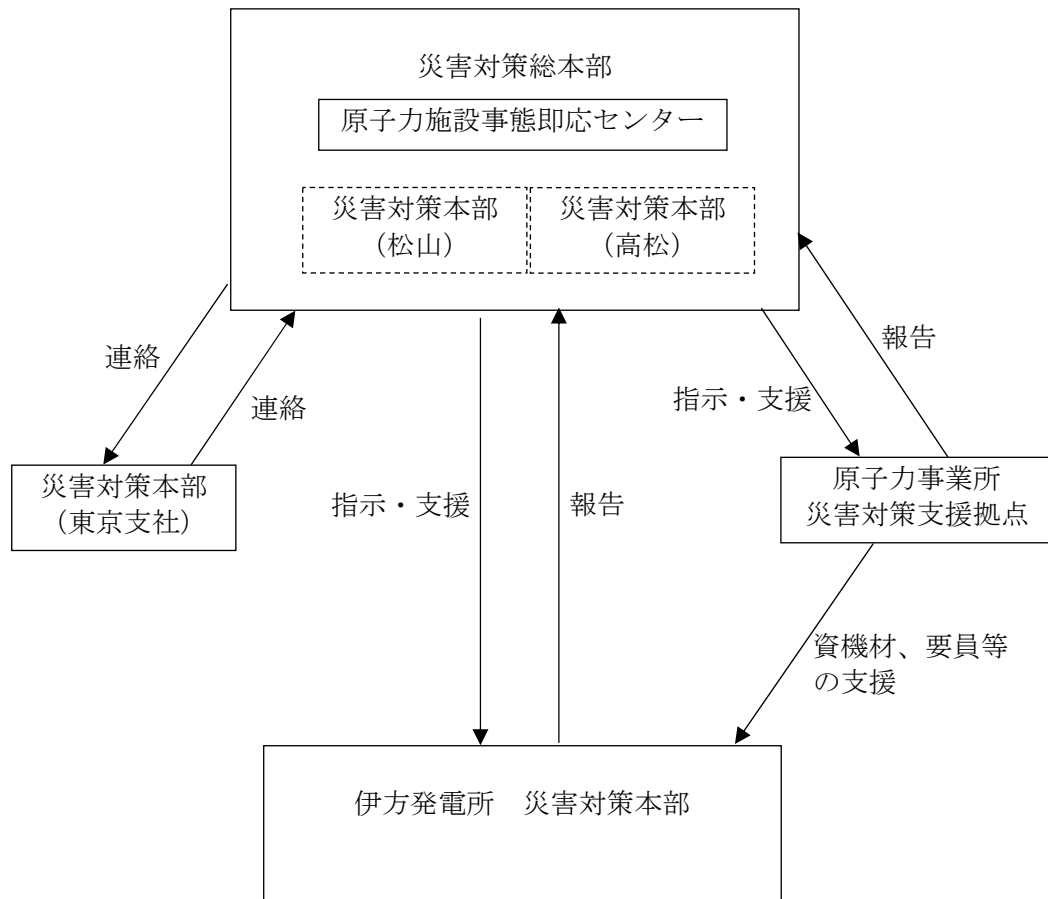 災害対策総本部
原子力施設事態即応センター
災害対策本部
（松山）
災害対策本部
（高松）
連絡
連絡
報告
指示・支援
災害対策本部
（東京支社）
指示・支援
報告
原子力事業所
災害対策支援拠点
資機材、要員等
の支援
伊方発電所　災害対策本部